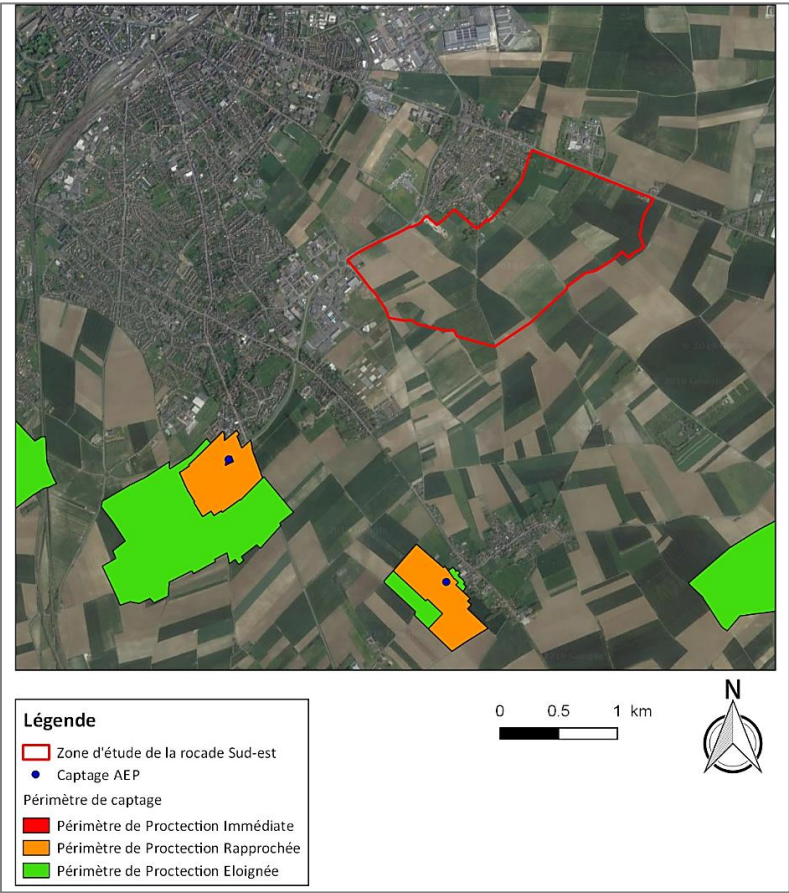 Légende
Zone d'étude de la rocade Sud-est
Captage AEP
Périmètre de captage
Périmètre de Proctection Immédiate
Périmètre de Proctection Rapprochée
Périmètre de Proctection Eloignée
0 0.5 1 km
N